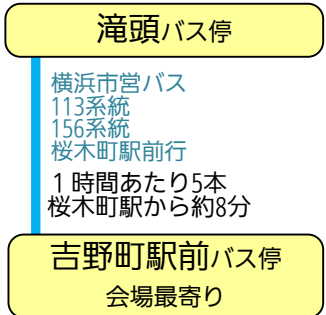 滝頭バス停
横浜市営バス
113系統
156系統
桜木町駅前行
１時間あたり5本
桜木町駅から約8分
吉野町駅前バス停
会場最寄り